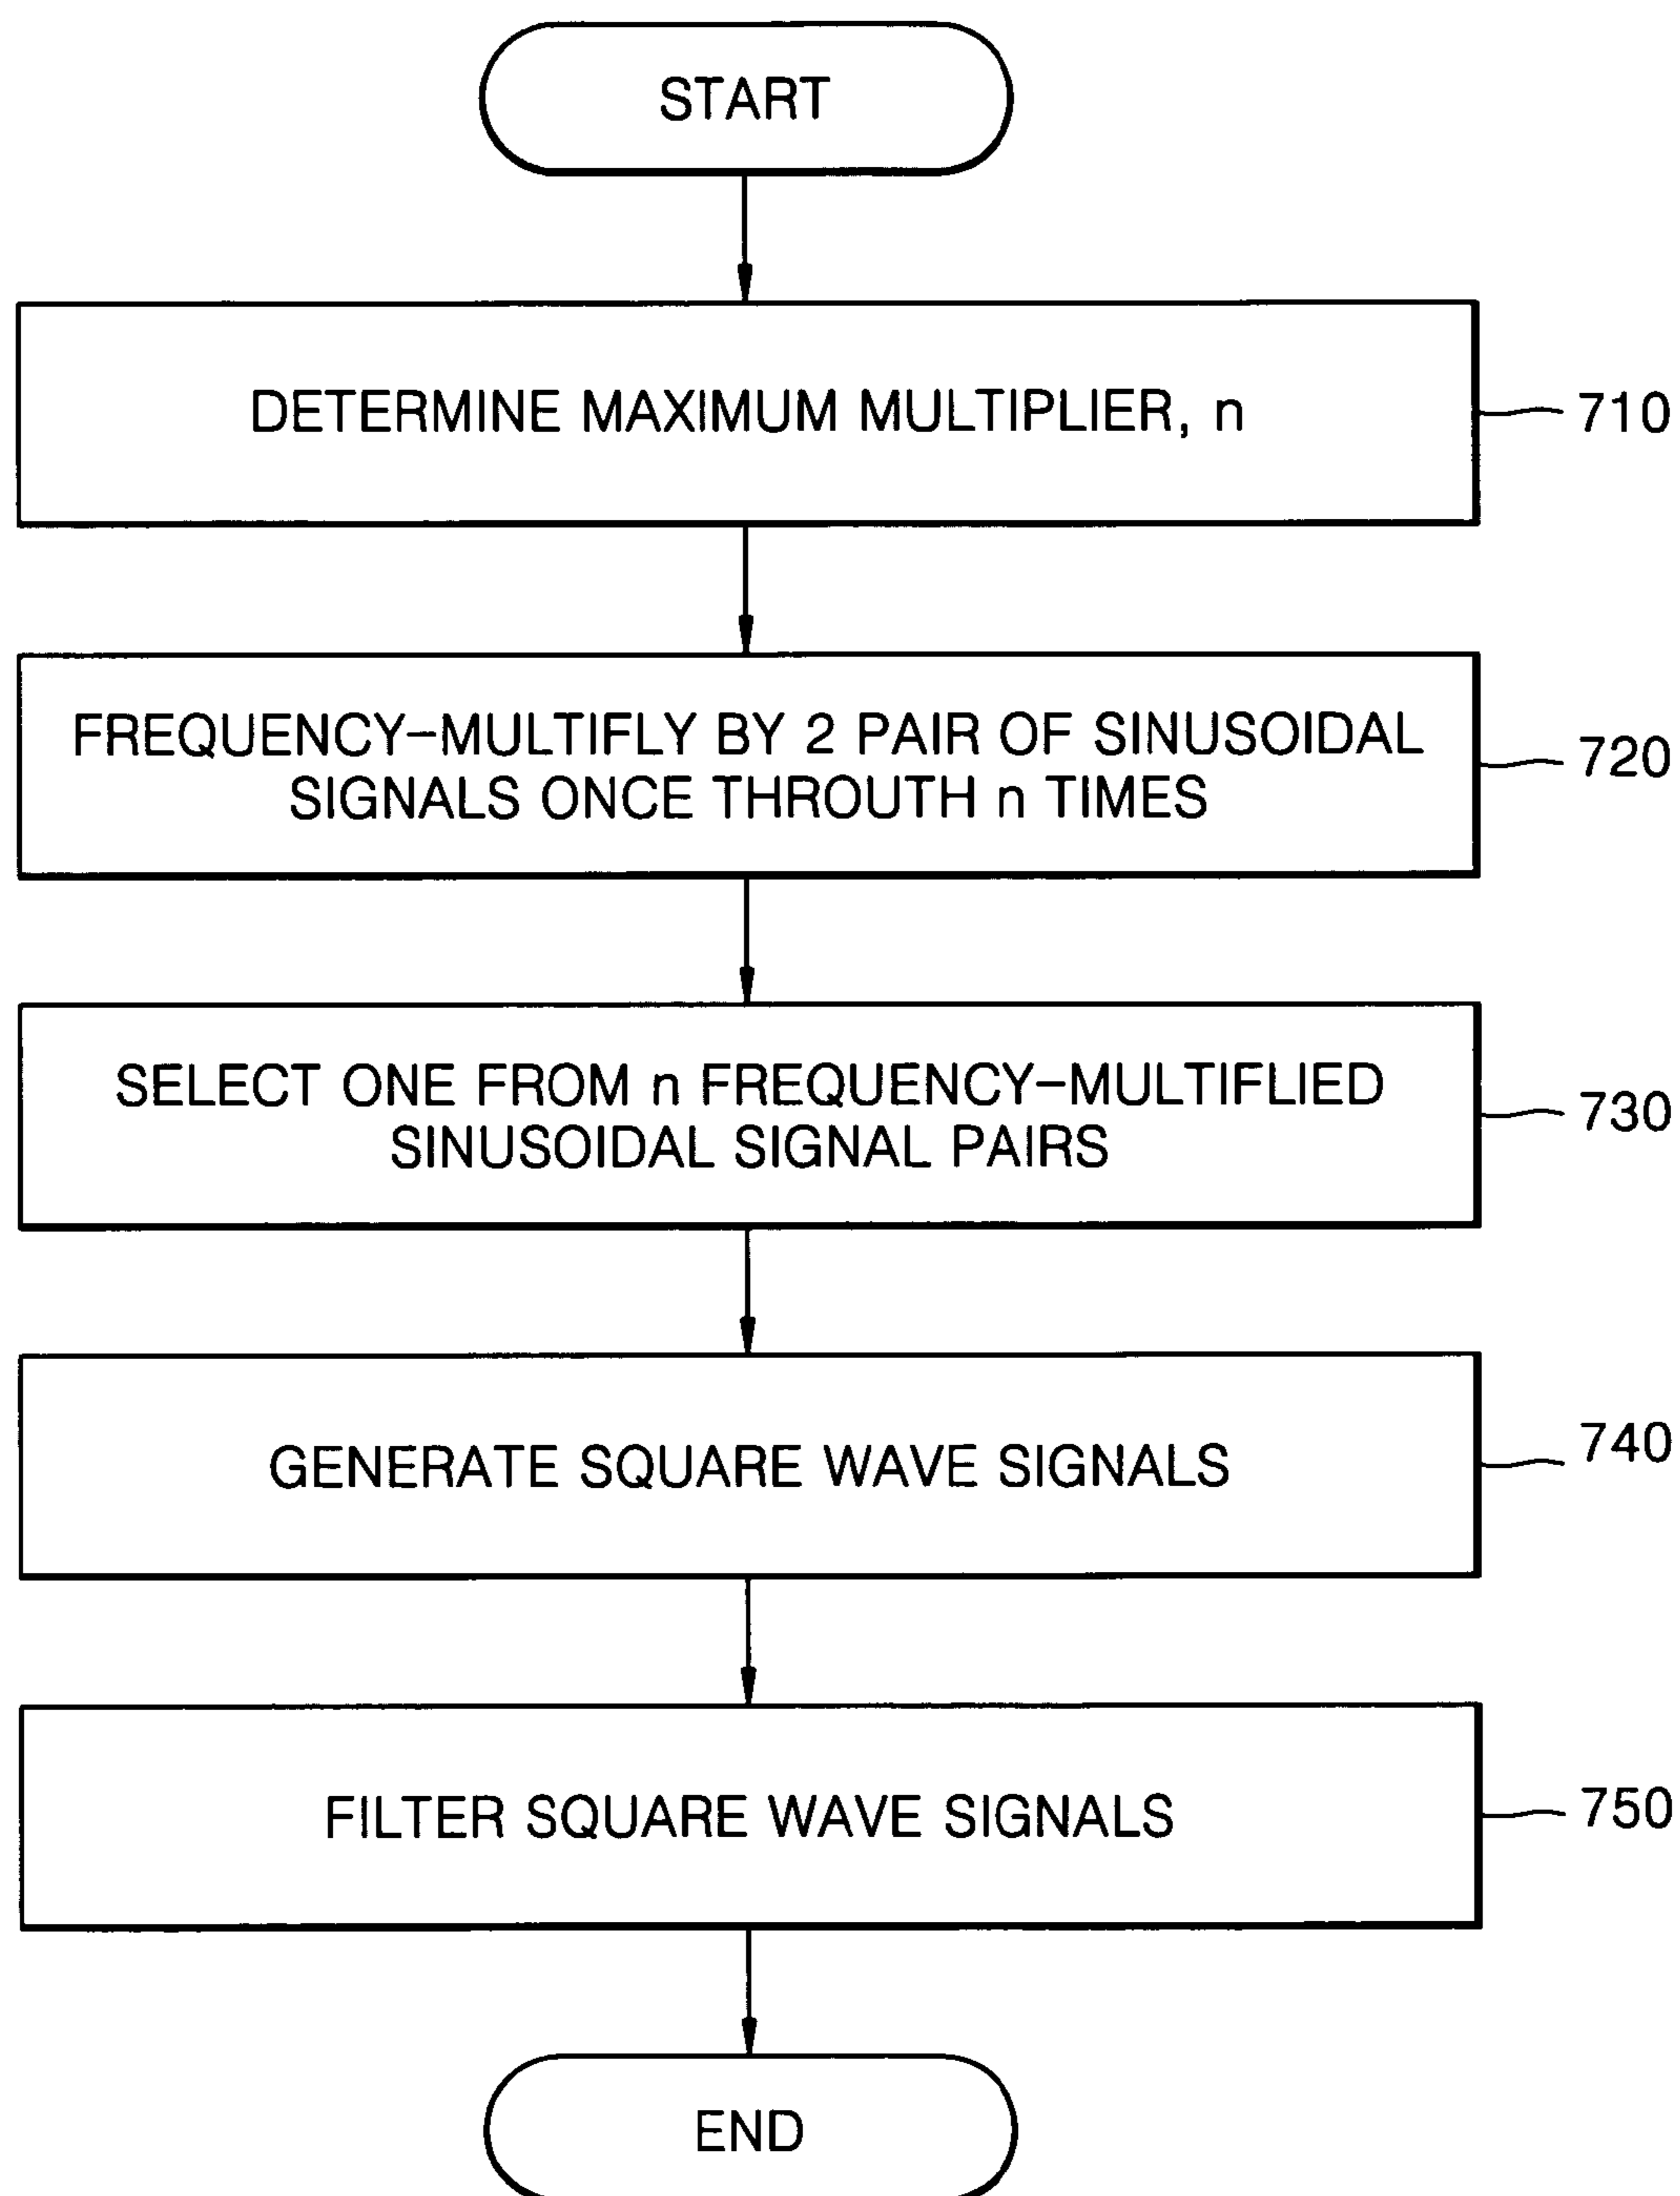 START
DETERMINE MAXIMUM MULTIPLIER, n
710
FREQUENCY-MULTIFLY BY 2 PAIR OF SINUSOIDAL
SIGNALS ONCE THROUTH n TIMES
720
SELECT ONE FROM n FREQUENCY-MULTIFLIED
SINUSOIDAL SIGNAL PAIRS
730
GENERATE SQUARE WAVE SIGNALS
740
FILTER SQUARE WAVE SIGNALS
750
END